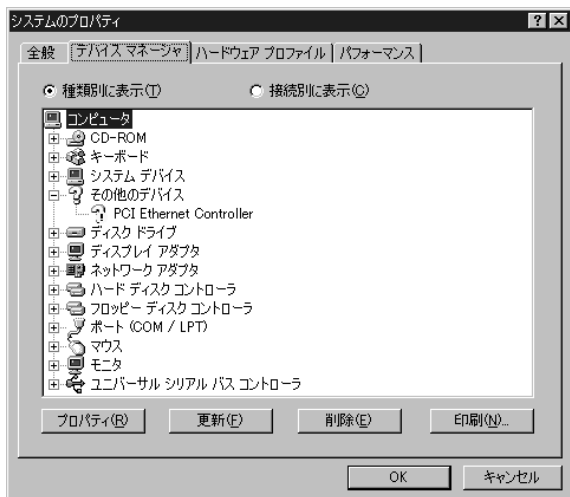 システムのプロパティ
全般 デバイス マネージャ ハードウェア プロファイル パフォーマンス
種類別に表示(T) 接続別に表示(C)
コンピュータ
CD-ROM
キーボード
システム デバイス
その他のデバイス
PCI Ethernet Controller
ディスク ドライブ
ディスプレイ アダプタ
ネットワーク アダプタ
ハード ディスク コントローラ
フロッピー ディスク コントローラ
ポート (COM / LPT)
マウス
モニタ
ユニバーサル シリアル バス コントローラ
プロパティ(R) 更新(F) 削除(E) 印刷(N)...
OK キャンセル